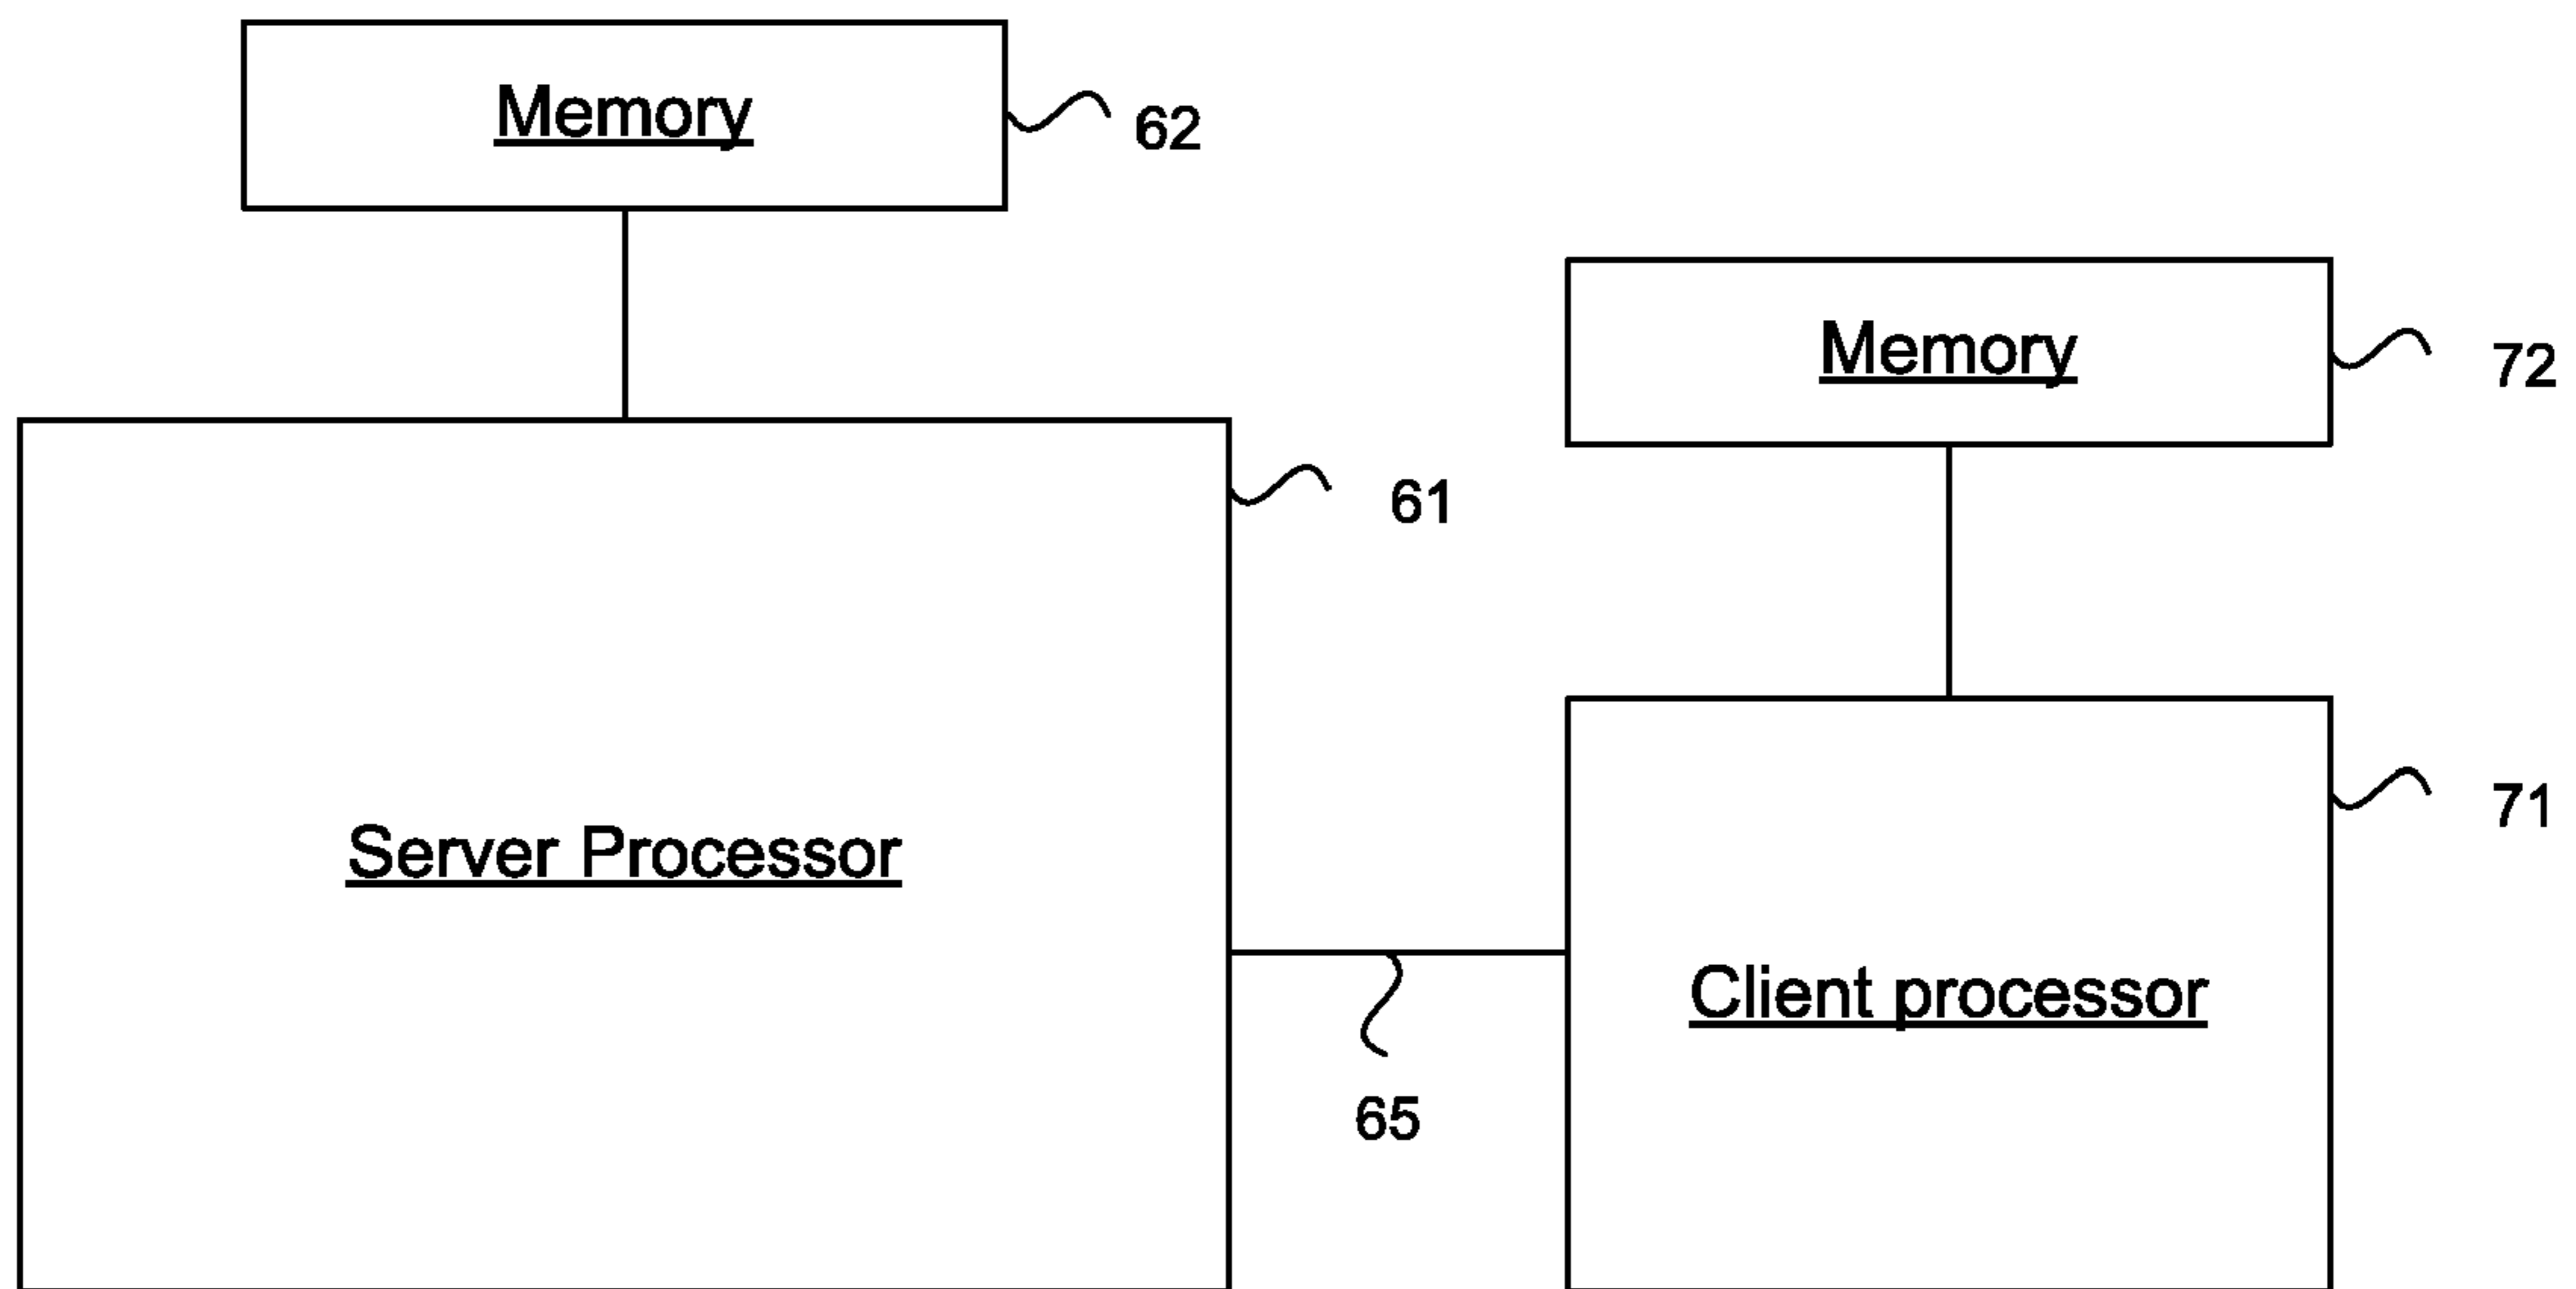 Memory
62
Memory
72
61
Server Processor
71
Client processor
65